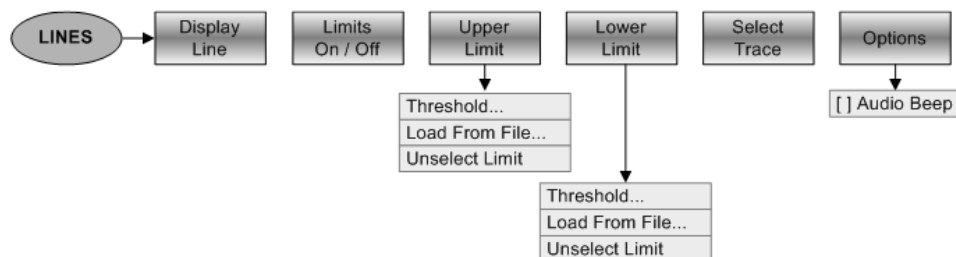 LINES
Display
Line
Limits
On / Off
Upper
Limit
Lower
Limit
Select
Trace
Options
Threshold...
Load From File...
Unselect Limit
Threshold...
Load From File...
Unselect Limit
[ ] Audio Beep